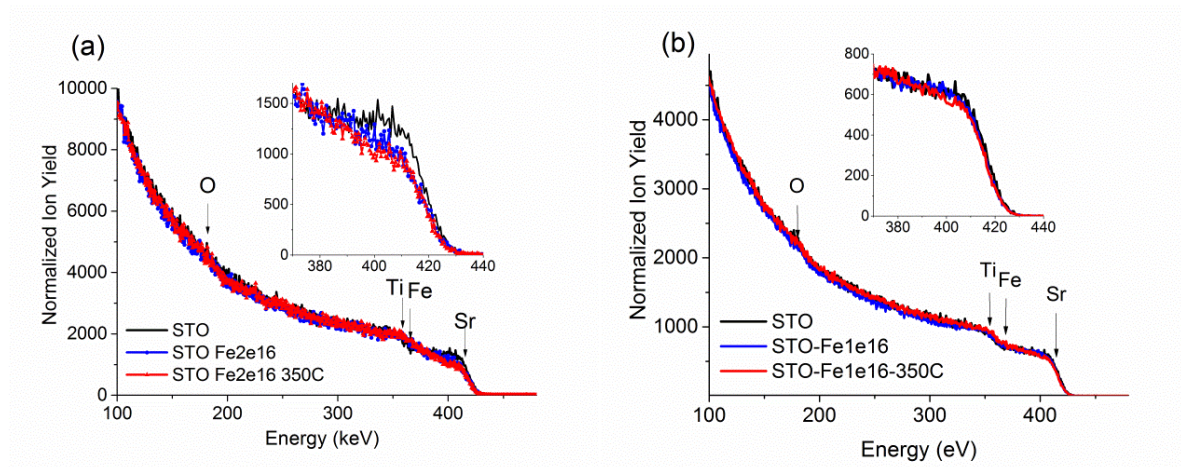 (a)
10000
8000
6000
4000
2000
0
Normalized Ion Yield
1500
1000
500
0
380 400 420 440
O
Ti Fe
Sr
STO
STO Fe2e16
STO Fe2e16 350C
100 200 300 400
Energy (keV)
(b)
4000
3000
2000
1000
Normalized Ion Yield
800
600
400
200
0
380 400 420 440
O
Ti Fe
Sr
STO
STO-Fe1e16
STO-Fe1e16-350C
100 200 300 400
Energy (eV)